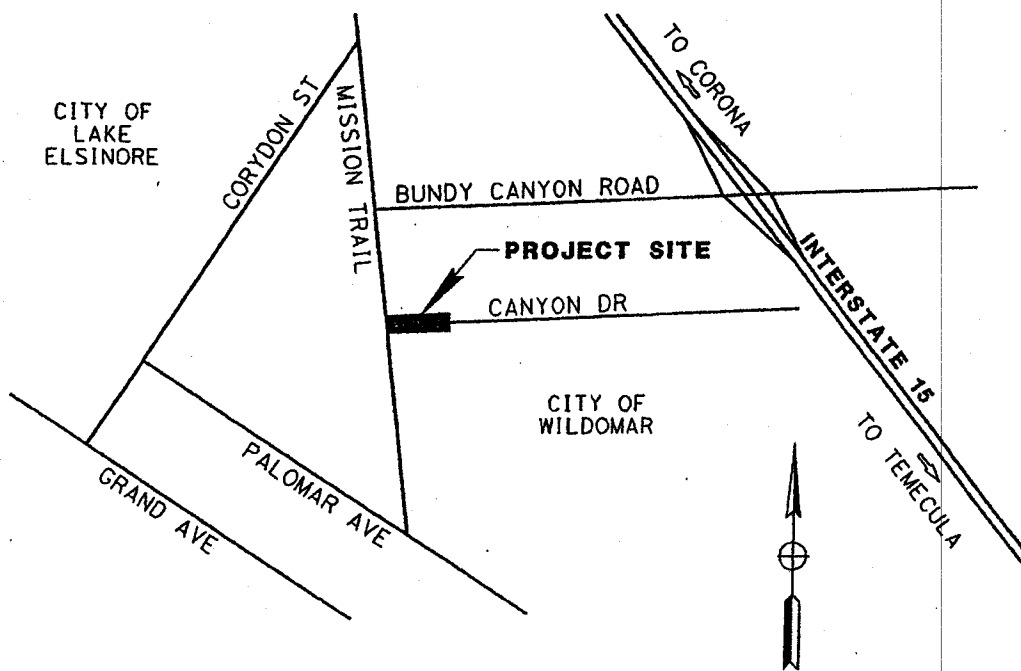 TO CORONA
CITY OF
LAKE
ELSINORE
CORYDON ST
MISSION TRAIL
BUNDY CANYON ROAD
PROJECT SITE
CANYON DR
INTERSTATE 15
CITY OF
WILDOMAR
TO TEMECULA
PALOMAR AVE
GRAND AVE